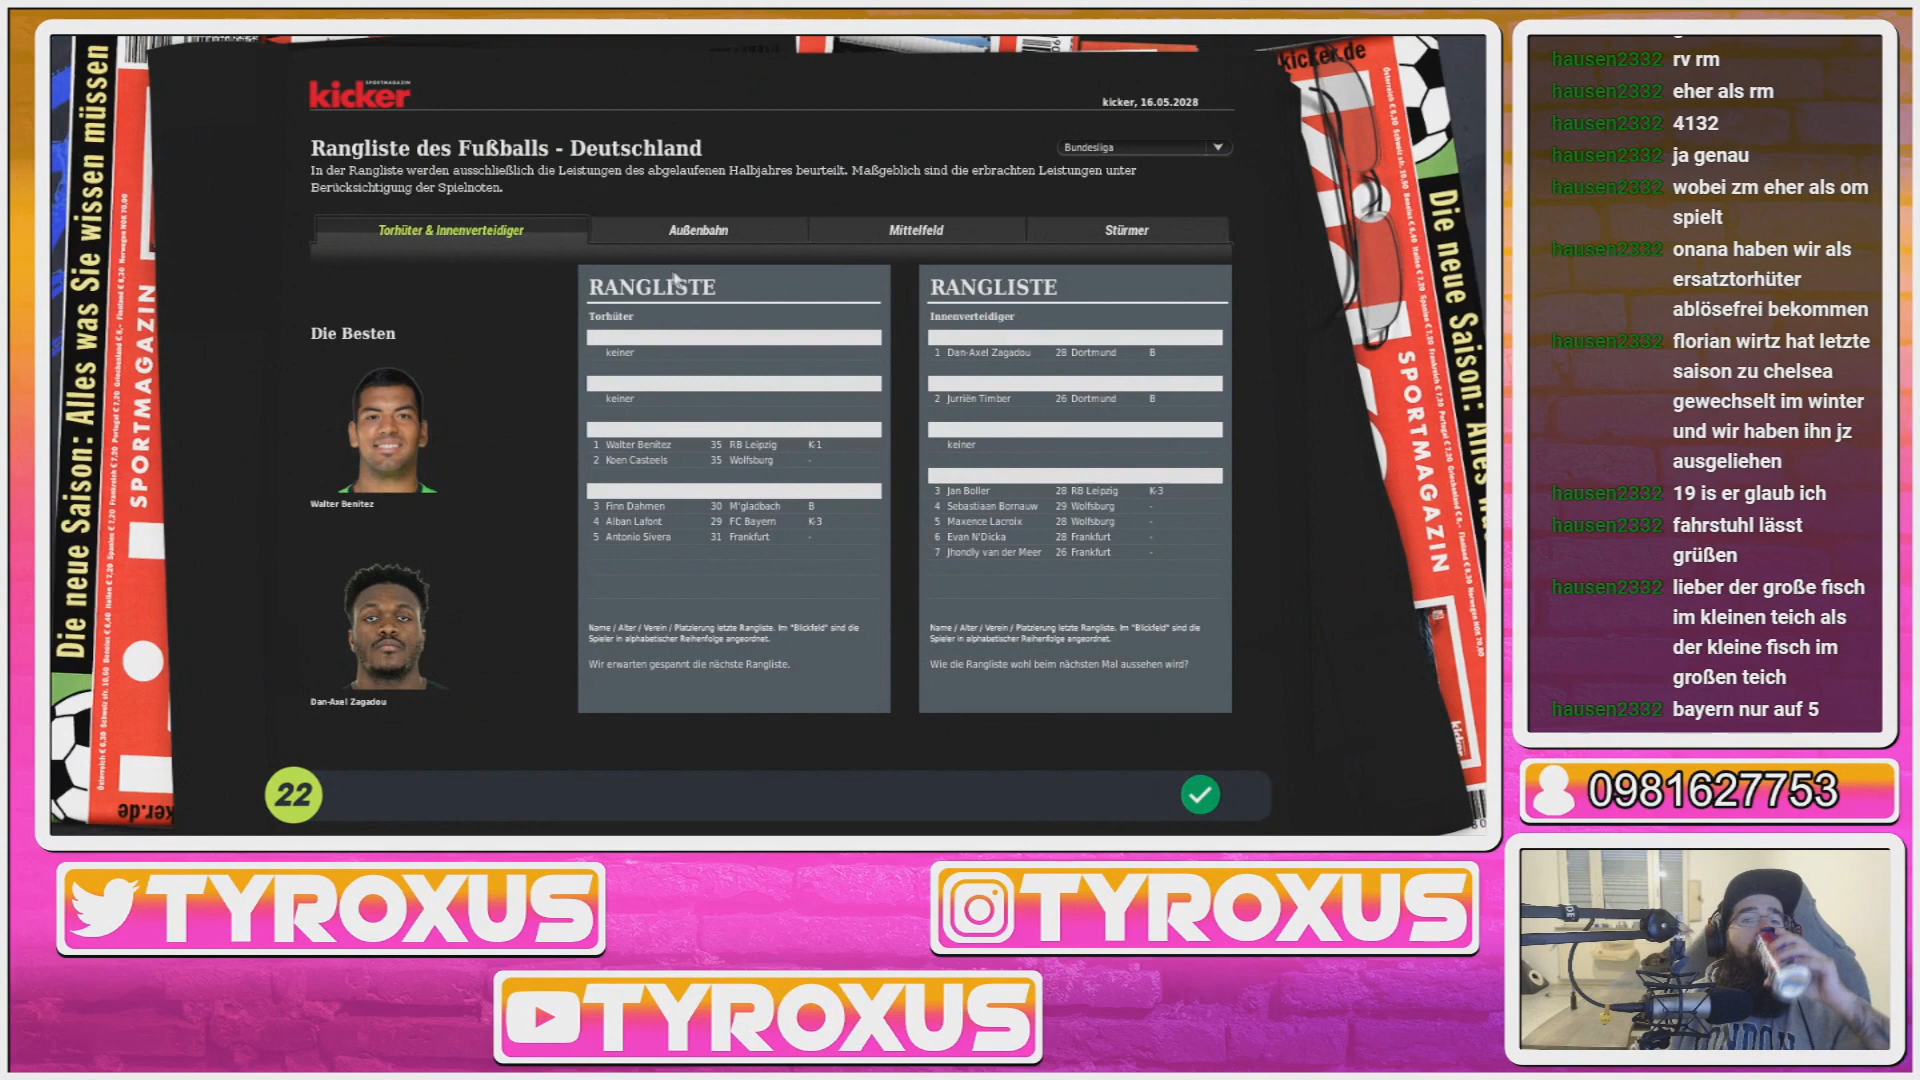 Die neue Saison: Alles was Sie wissen müssen
SPORTMAGAZIN
kicker.de
kicker
SPORTMAGAZIN
kicker, 16.05.2028
Rangliste des Fußballs - Deutschland
Bundesliga
In der Rangliste werden ausschließlich die Leistungen des abgelaufenen Halbjahres beurteilt. Maßgeblich sind die erbrachten Leistungen unter
Berücksichtigung der Spielnoten.
Torhüter & Innenverteidiger
Außenbahn
Mittelfeld
Stürmer
Die Besten
Walter Benitez
Dan-Axel Zagadou
RANGLISTE
Torhüter
keiner
keiner
1 Walter Benitez 35 RB Leipzig K-1
2 Koen Casteels 35 Wolfsburg -
3 Finn Dahmen 30 M'gladbach B
4 Alban Lafont 29 FC Bayern K-3
5 Antonio Sivera 31 Frankfurt -
Name / Alter / Verein / Platzierung letzte Rangliste. Im "Blickfeld" sind die
Spieler in alphabetischer Reihenfolge angeordnet.
Wir erwarten gespannt die nächste Rangliste.
RANGLISTE
Innenverteidiger
1 Dan-Axel Zagadou 28 Dortmund B
2 Jurriën Timber 26 Dortmund B
keiner
3 Jan Boller 28 RB Leipzig K-3
4 Sebastiaan Bornauw 29 Wolfsburg -
5 Maxence Lacroix 28 Wolfsburg -
6 Evan N'Dicka 28 Frankfurt -
7 Jhondly van der Meer 26 Frankfurt -
Name / Alter / Verein / Platzierung letzte Rangliste. Im "Blickfeld" sind die
Spieler in alphabetischer Reihenfolge angeordnet.
Wie die Rangliste wohl beim nächsten Mal aussehen wird?
22
kicker.de
Die neue Saison: Alles
SPORTMAGAZIN
kicker
hausen2332 rv rm
hausen2332 eher als rm
hausen2332 4132
hausen2332 ja genau
hausen2332 wobei zm eher als om
spielt
hausen2332 onana haben wir als
ersatztorhüter
ablösefrei bekommen
hausen2332 florian wirtz hat letzte
saison zu chelsea
gewechselt im winter
und wir haben ihn jz
ausgeliehen
hausen2332 19 is er glaub ich
hausen2332 fahrstuhl lässt
grüßen
hausen2332 lieber der große fisch
im kleinen teich als
der kleine fisch im
großen teich
hausen2332 bayern nur auf 5
0981627753
TYROXUS
TYROXUS
TYROXUS